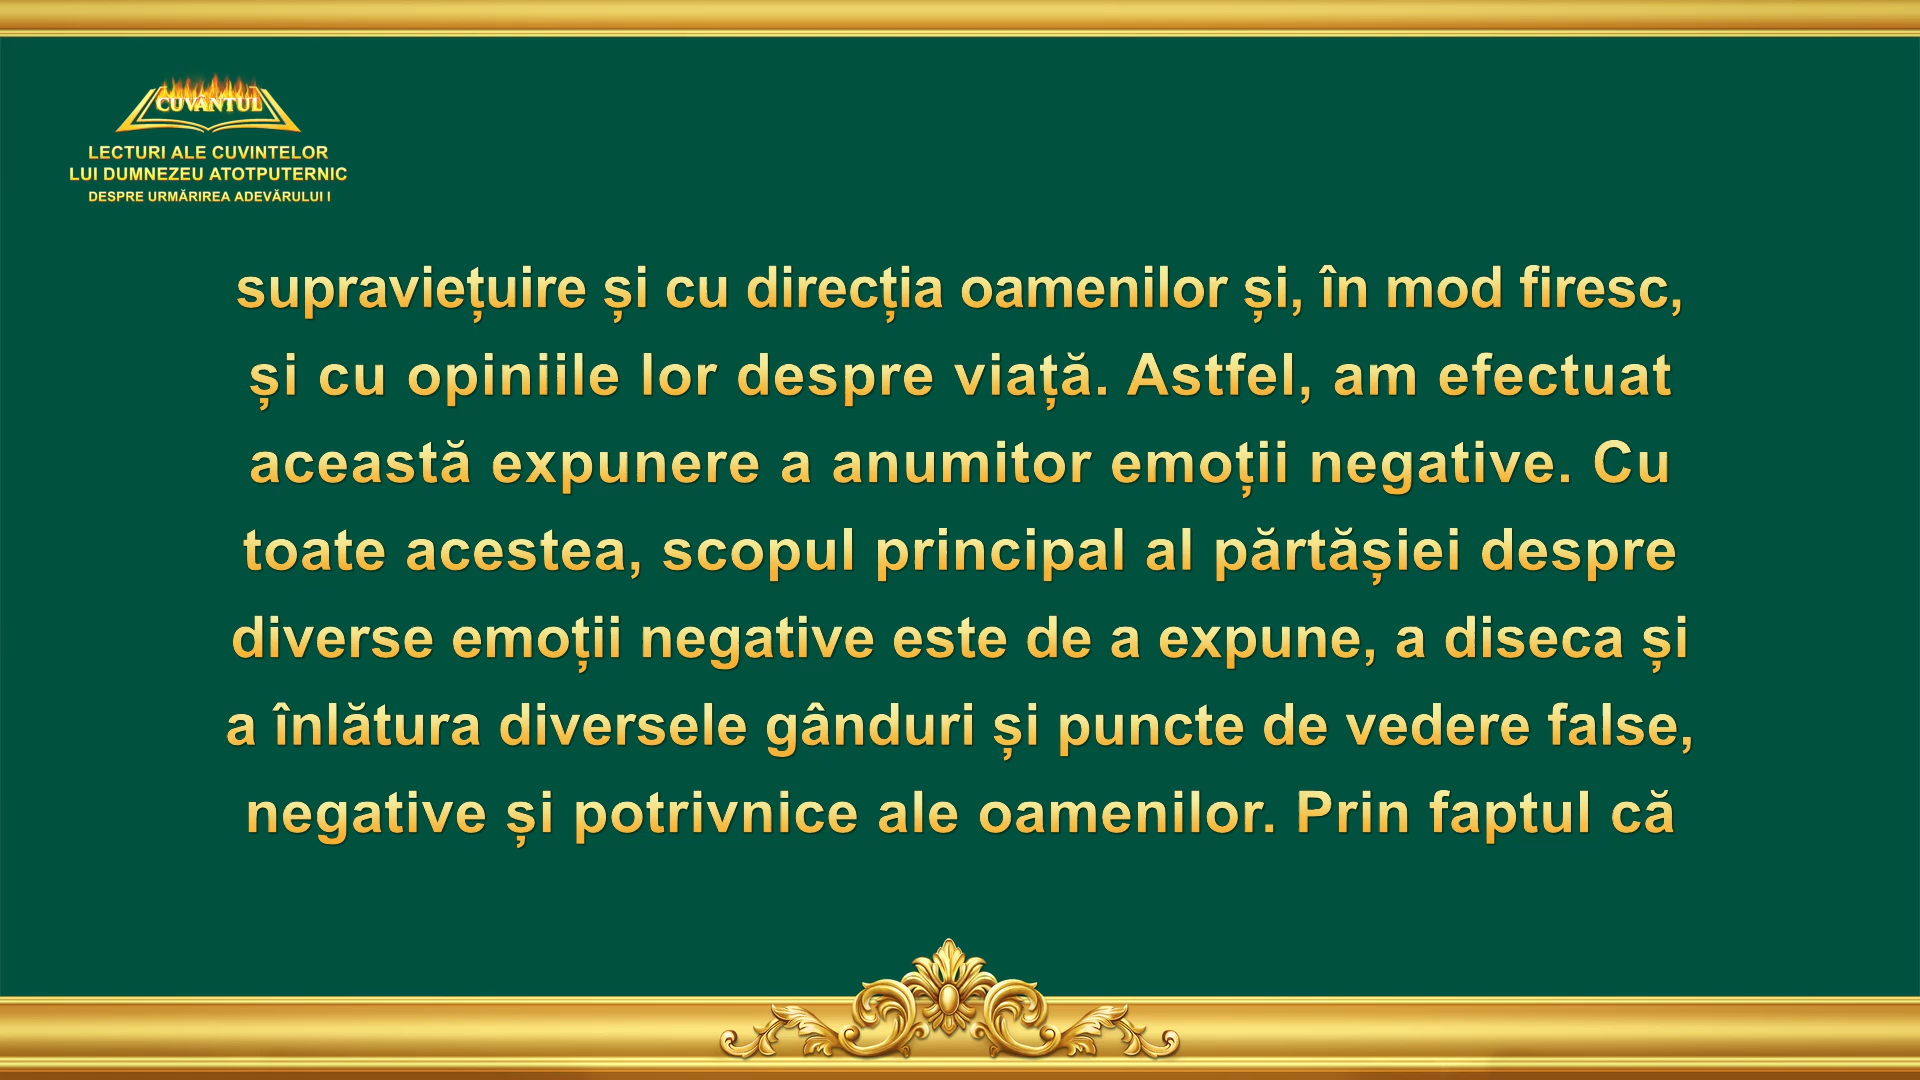 CUVÂNTUL
LECTURI ALE CUVINTELOR
LUI DUMNEZEU ATOTPUTERNIC
DESPRE URMĂRIREA ADEVĂRULUI I
supraviețuire și cu direcția oamenilor și, în mod firesc,
și cu opiniile lor despre viață. Astfel, am efectuat
această expunere a anumitor emoții negative. Cu
toate acestea, scopul principal al părtășiei despre
diverse emoții negative este de a expune, a diseca și
a înlătura diversele gânduri și puncte de vedere false,
negative și potrivnice ale oamenilor. Prin faptul că